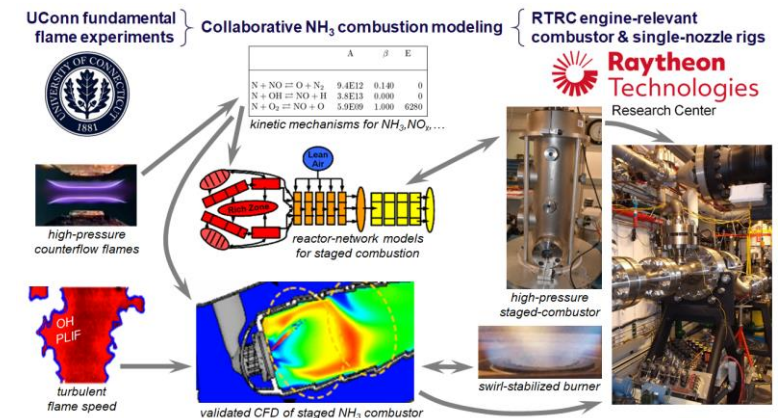 UConn fundamental
flame experiments
Collaborative NH₃ combustion modeling
RTRC engine-relevant
combustor & single-nozzle rigs
UNIVERSITY OF CONNECTICUT
1881
A β E
N + NO ⇌ O + N₂ 9.4E12 0.140 0
N + OH ⇌ NO + H 3.8E13 0.000 0
N + O₂ ⇌ NO + O 5.9E09 1.000 6280
kinetic mechanisms for NH₃,NOₓ,...
Raytheon
Technologies
Research Center
high-pressure
counterflow flames
Lean
Air
Rich Zone
reactor-network models
for staged combustion
high-pressure
staged-combustor
OH
PLIF
turbulent
flame speed
validated CFD of staged NH₃ combustor
swirl-stabilized burner